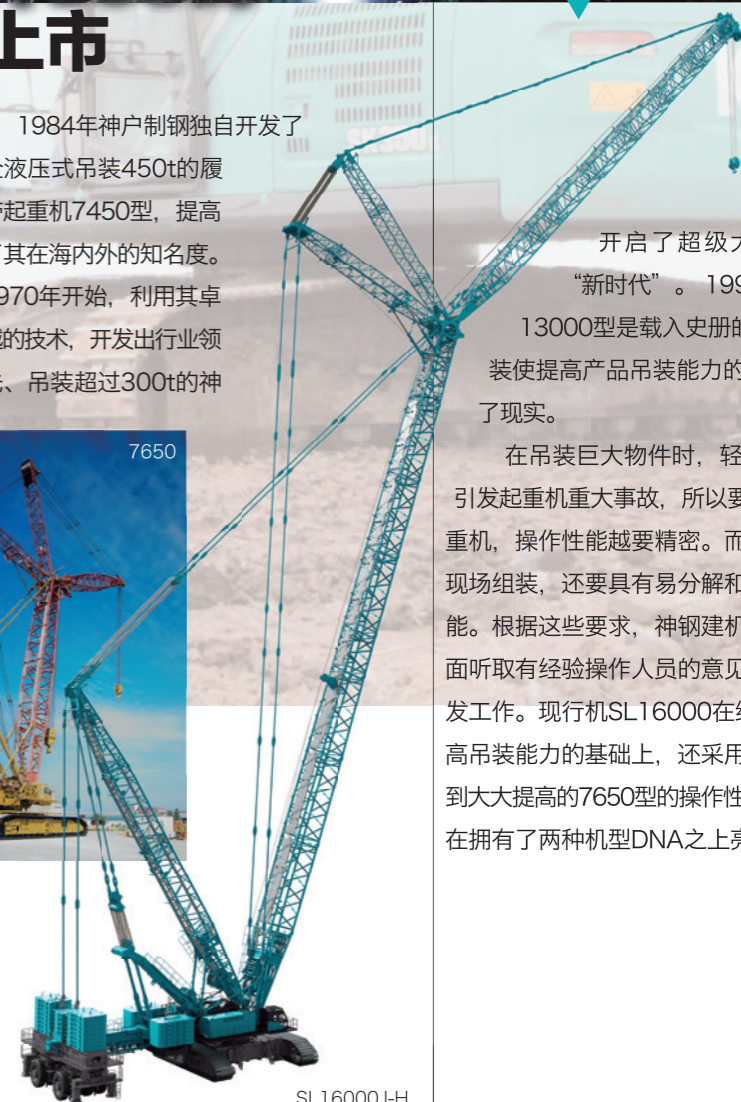 上市
1984年神户制钢独自开发了
液压式吊装450t的履
起重机7450型，提高
其在海内外的知名度。
970年开始，利用其卓
的技术，开发出行业领
、吊装超过300t的神
7650
SL16000J-H
开启了超级
“新时代”。199
13000型是载入史册的
装使提高产品吊装能力的
了现实。
在吊装巨大物件时，轻
引发起重机重大事故，所以要
重机，操作性能越要精密。而
现场组装，还要具有易分解和
能。根据这些要求，神钢建机
面听取有经验操作人员的意见
发工作。现行机SL16000在
高吊装能力的基础上，还采用
到大大提高的7650型的操作性
在拥有了两种机型DNA之上